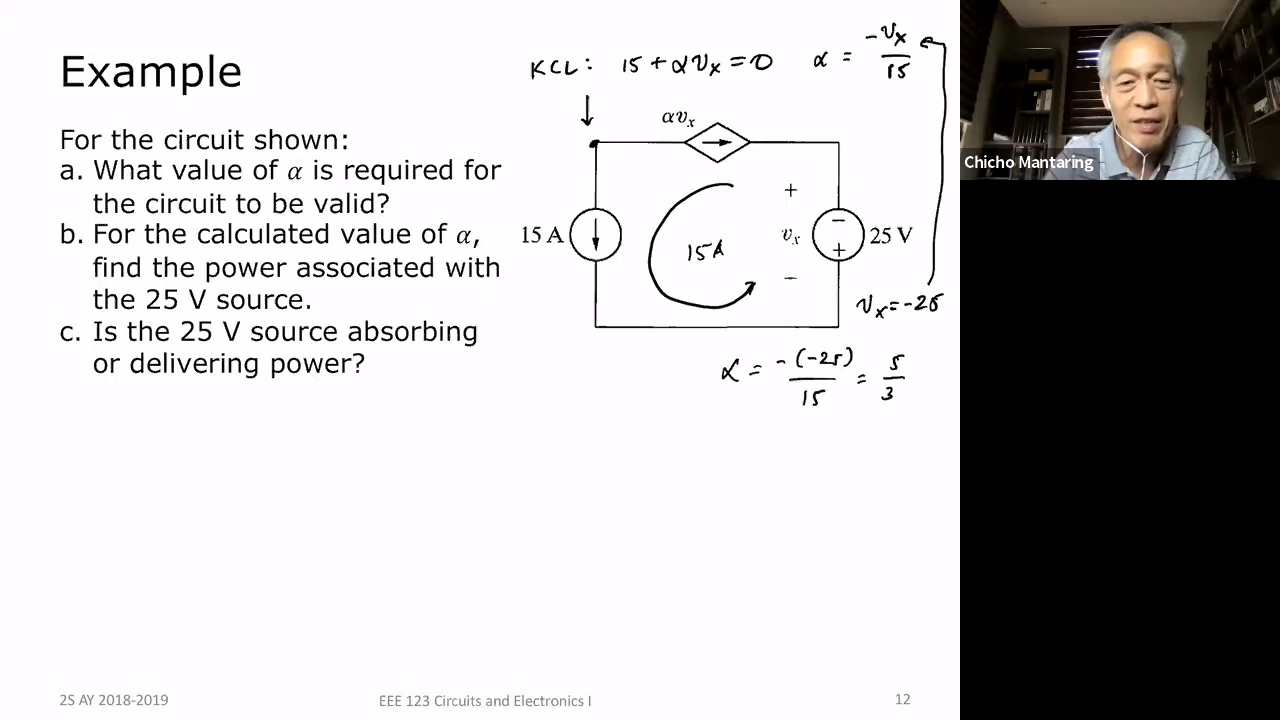 Example
For the circuit shown:
a. What value of α is required for
the circuit to be valid?
b. For the calculated value of α,
find the power associated with
the 25 V source.
c. Is the 25 V source absorbing
or delivering power?
KCL: 15 + αvx = 0
α = -vx/15
αvx
15 A
15A
+
vx
−
−
+
25 V
vx = -25
α = -(-25)/15 = 5/3
Chicho Mantaring
2S AY 2018-2019
EEE 123 Circuits and Electronics I
12